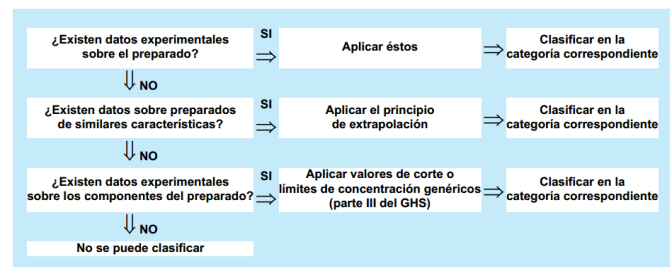 ¿Existen datos experimentales
sobre el preparado?
SI
Aplicar éstos
Clasificar en la
categoría correspondiente
NO
¿Existen datos sobre preparados
de similares características?
SI
Aplicar el principio
de extrapolación
Clasificar en la
categoría correspondiente
NO
¿Existen datos experimentales
sobre los componentes del preparado?
SI
Aplicar valores de corte o
límites de concentración genéricos
(parte III del GHS)
Clasificar en la
categoría correspondiente
NO
No se puede clasificar